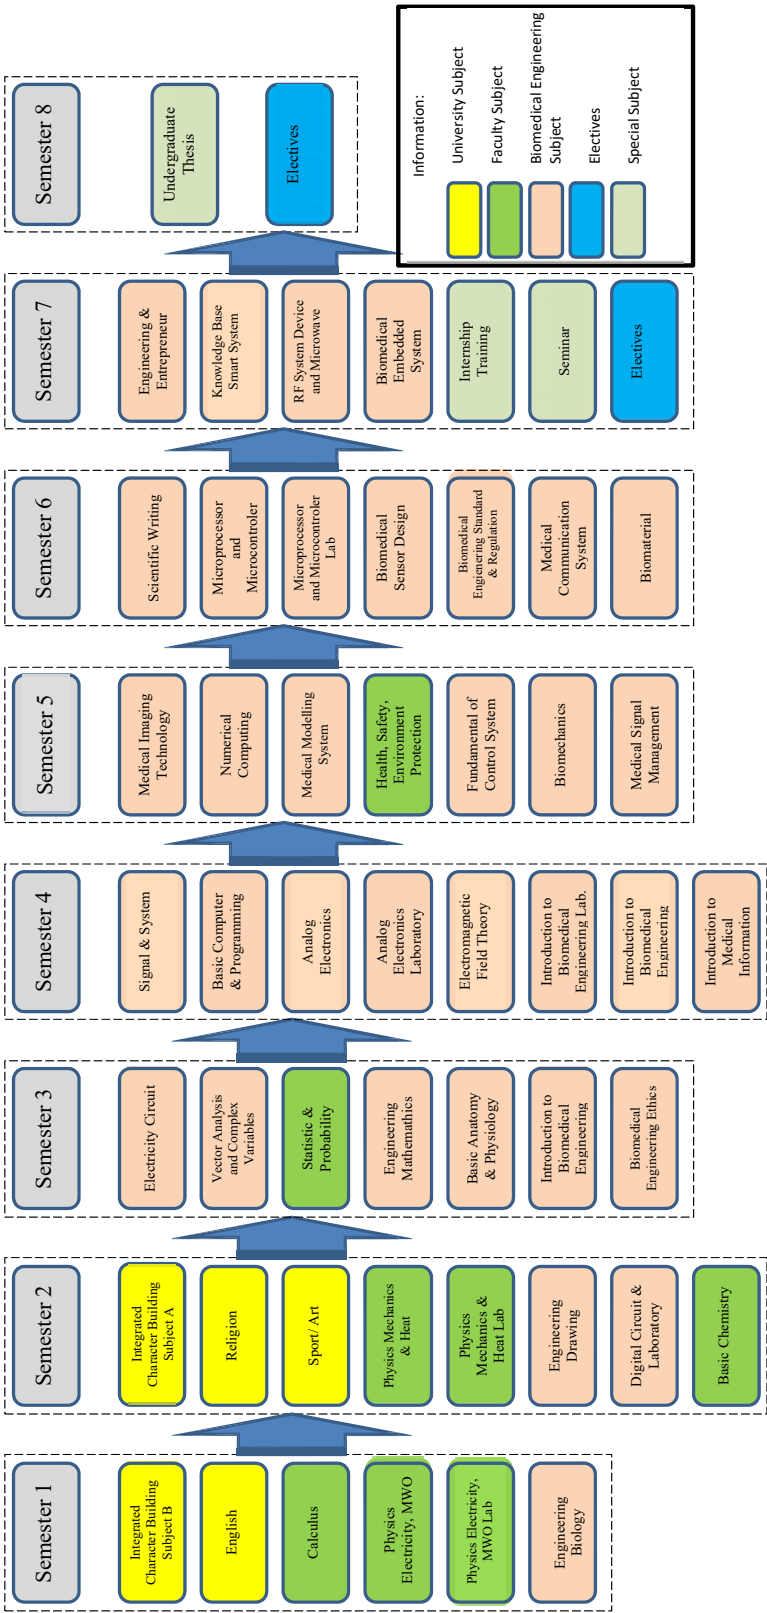 Semester 1
Integrated
Character Building
Subject B
English
Calculus
Physics
Electricity, MWO
Physics Electricity,
MWO Lab
Engineering
Biology
Semester 2
Integrated
Character Building
Subject A
Religion
Sport/ Art
Physics Mechanics
& Heat
Physics
Mechanics &
Heat Lab
Engineering
Drawing
Digital Circuit &
Laboratory
Basic Chemistry
Semester 3
Electricity Circuit
Vector Analysis
and Complex
Variables
Statistic &
Probability
Engineering
Mathemathics
Basic Anatomy
& Physiology
Introduction to
Biomedical
Engineering
Biomedical
Engineering Ethics
Semester 4
Signal & System
Basic Computer
& Programming
Analog
Electronics
Analog
Electronics
Laboratory
Electromagnetic
Field Theory
Introduction to
Biomedical
Engineering Lab.
Introduction to
Biomedical
Engineering
Introduction to
Medical
Information
Semester 5
Medical Imaging
Technology
Numerical
Computing
Medical Modelling
System
Health, Safety,
Environment
Protection
Fundamental of
Control System
Biomechanics
Medical Signal
Management
Semester 6
Scientific Writing
Microprocessor
and
Microcontroler
Microprocessor
and Microcontroler
Lab
Biomedical
Sensor Design
Biomedical
Engienering Standard
& Regulation
Medical
Communication
System
Biomaterial
Semester 7
Engineering &
Entrepreneur
Knowledge Base
Smart System
RF System Device
and Microwave
Biomedical
Embedded
System
Internship
Training
Seminar
Electives
Semester 8
Undergraduate
Thesis
Electives
Information:
University Subject
Faculty Subject
Biomedical Engineering
Subject
Electives
Special Subject